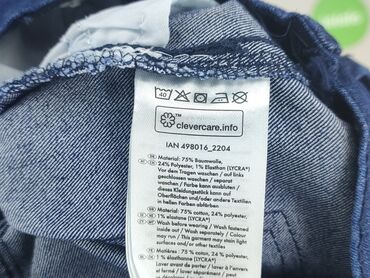 40
clevercare.info
IAN 498016_2204
Material: 75% Baumwolle,
24% Polyester, 1% Elasthan (LYCRA®)
Vor dem Tragen waschen / auf links
geschlossen waschen / separat
waschen / Farbe kann ausbluten /
dieses Kleidungsstück kann auf
Oberflächen und/oder andere Textilien
in hellen Farben abfärben
Material: 75% cotton, 24% polyester,
1% elastane (LYCRA®)
Wash before wearing / Wash fastened
inside out / Wash separately / Colour
may run / This garment may stain light
surfaces and/or other textiles
Matières : 75% coton, 24% polyester,
1% élasthanne (LYCRA®)
Laver avant de porter / laver à l'envers